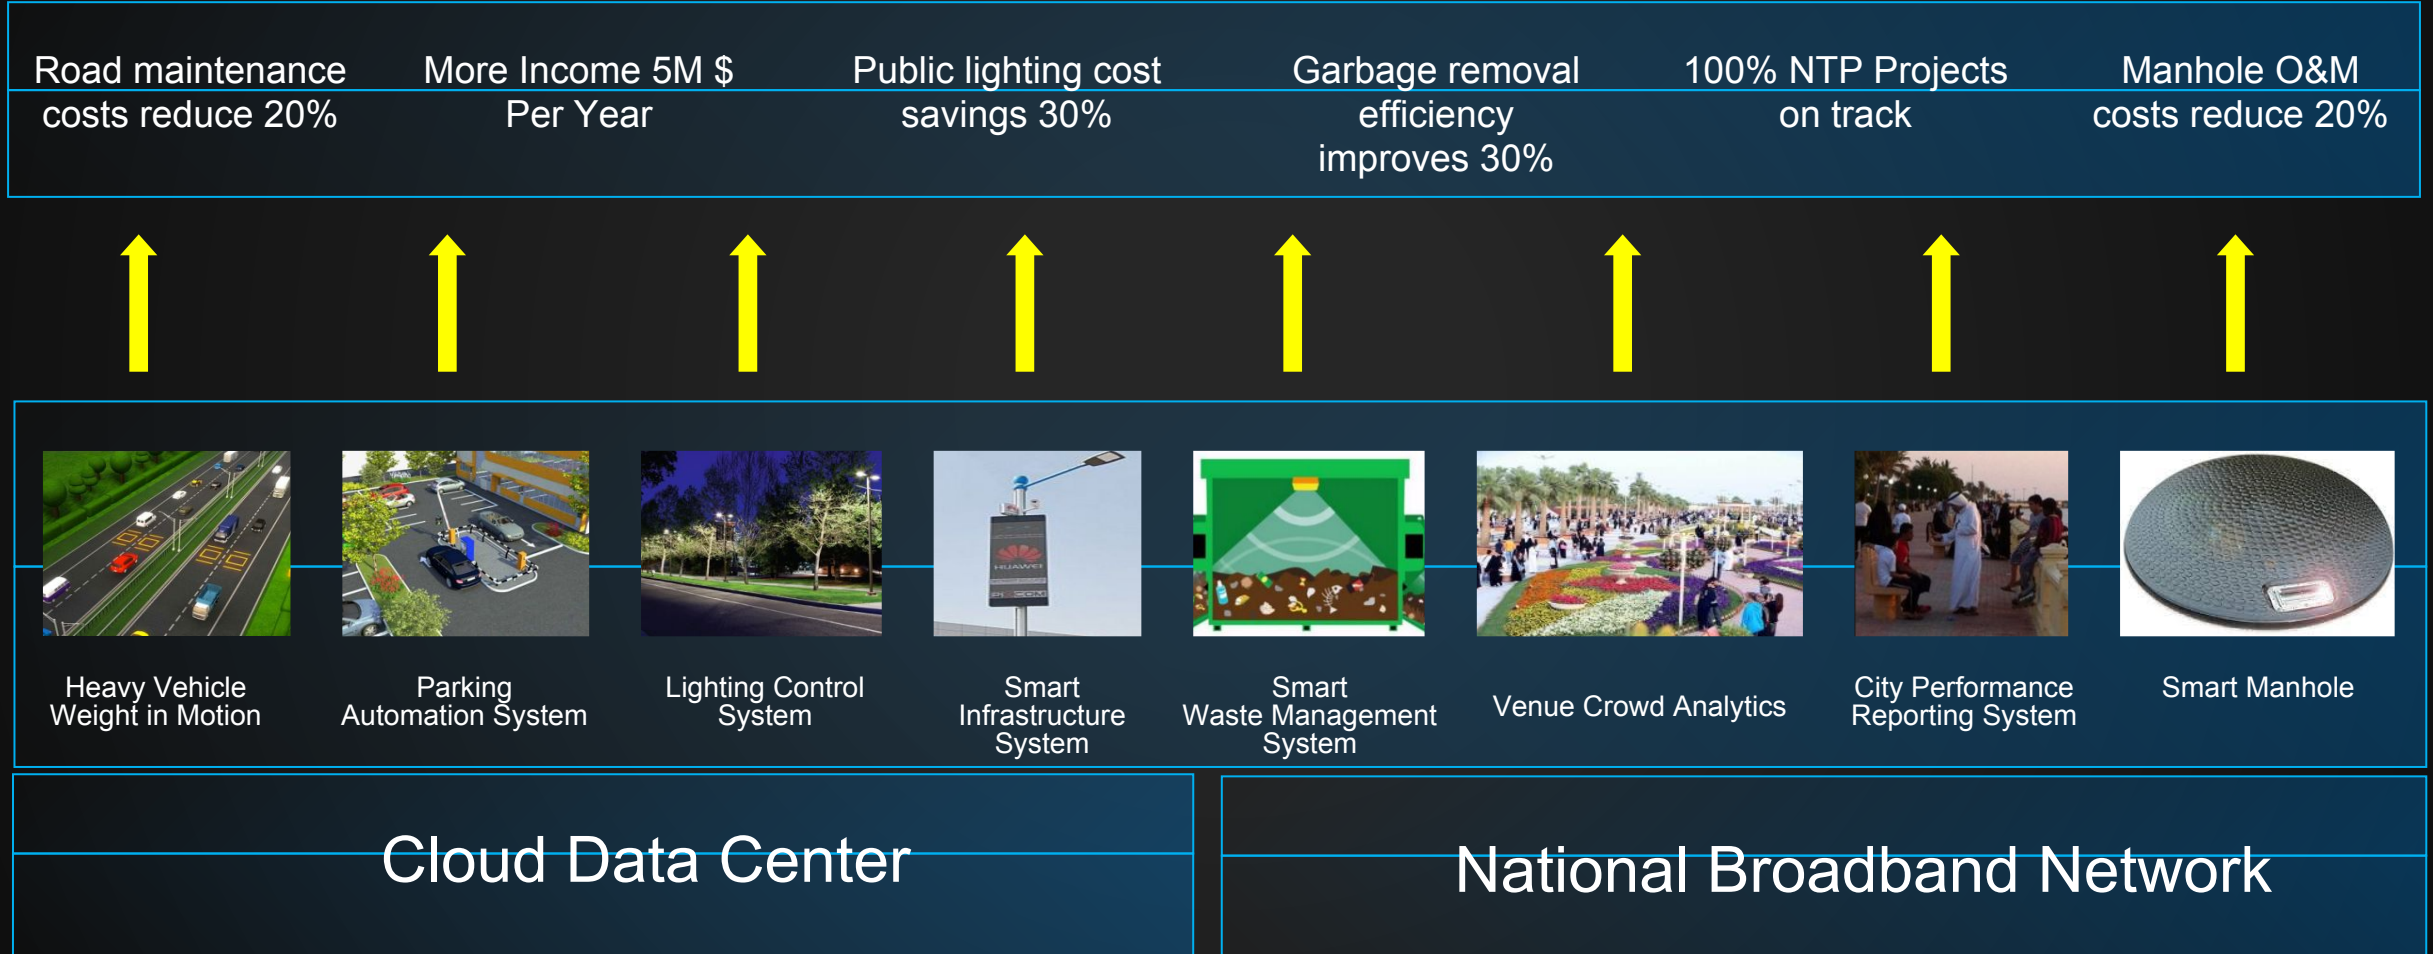 Road maintenance
costs reduce 20%
More Income 5M $
Per Year
Public lighting cost
savings 30%
Garbage removal
efficiency
improves 30%
100% NTP Projects
on track
Manhole O&M
costs reduce 20%
HUAWEI
Heavy Vehicle
Weight in Motion
Parking
Automation System
Lighting Control
System
Smart
Infrastructure
System
Smart
Waste Management
System
Venue Crowd Analytics
City Performance
Reporting System
Smart Manhole
Cloud Data Center
National Broadband Network